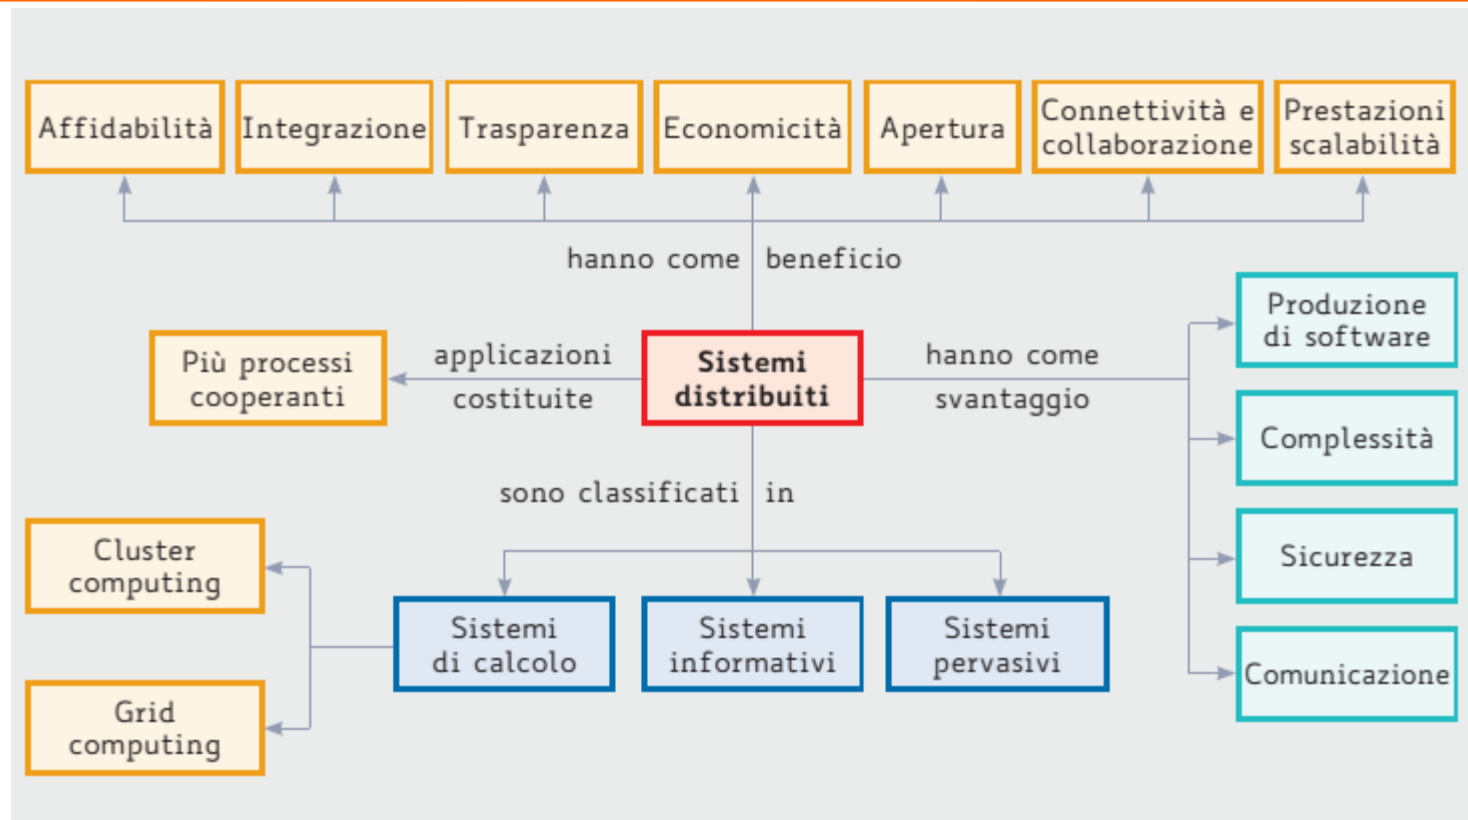 Affidabilità
Integrazione
Trasparenza
Economicità
Apertura
Connettività e
collaborazione
Prestazioni
scalabilità
hanno come beneficio
Produzione
di software
Più processi
cooperanti
applicazioni
costituite
Sistemi
distribuiti
hanno come
svantaggio
Complessità
sono classificati in
Cluster
computing
Sicurezza
Sistemi
di calcolo
Sistemi
informativi
Sistemi
pervasivi
Comunicazione
Grid
computing